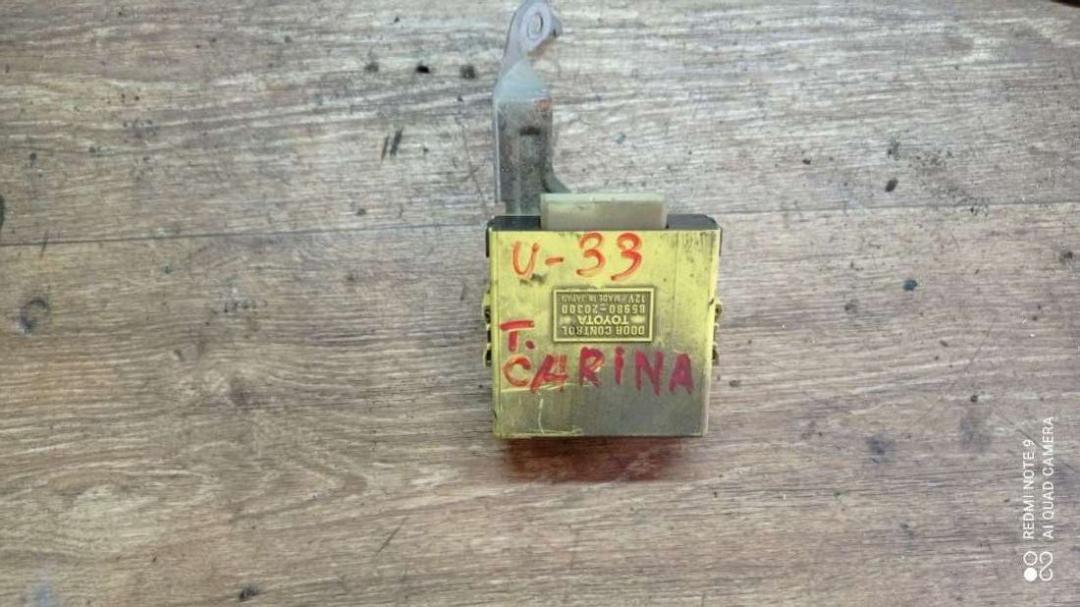 U-33
DOOR CONTROL
TOYOTA
85980-20300
12V MADE IN JAPAN
T.
CARINA
REDMI NOTE 9
AI QUAD CAMERA